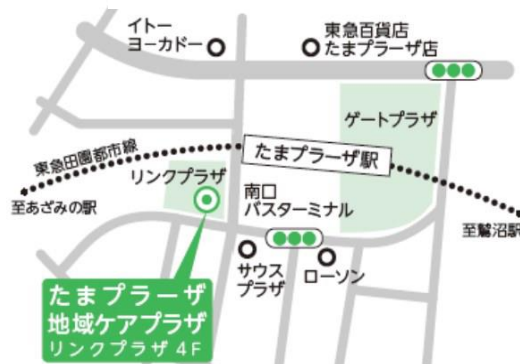 イトー
ヨーカドー
東急百貨店
たまプラーザ店
ゲートプラザ
東急田園都市線
たまプラーザ駅
リンクプラザ
至あざみの駅
南口
バスターミナル
至鷺沼駅
サウス
プラザ
ローソン
たまプラーザ
地域ケアプラザ
リンクプラザ 4F